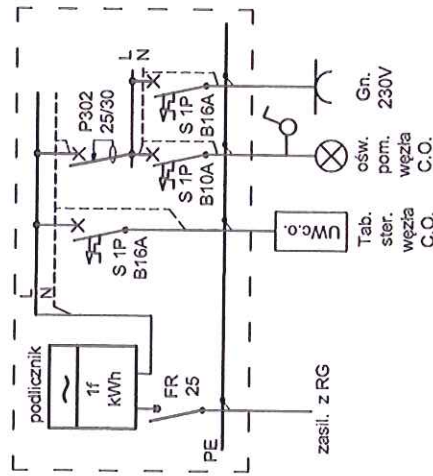 podlicznik
~
1f
kWh
FR
25
PE
zasil. z RG
L
N
S 1P
B16A
UWc.o.
Tab.
ster.
węzła
C.O.
P302
25/30
S 1P
B10A
ośw.
pom.
węzła
C.O.
L
N
S 1P
B16A
Gn.
230V